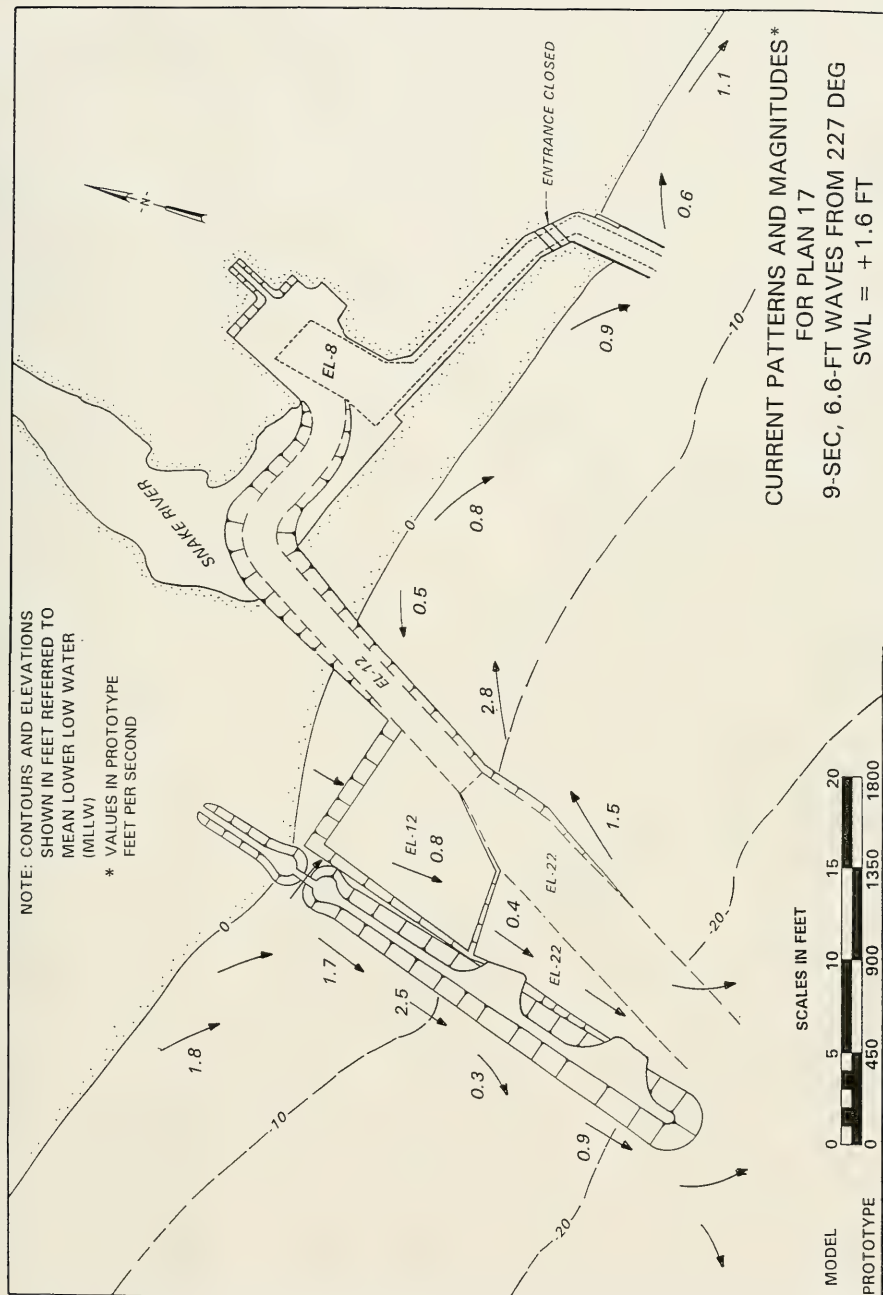 NOTE: CONTOURS AND ELEVATIONS
SHOWN IN FEET REFERRED TO
MEAN LOWER LOW WATER
(MLLW)
* VALUES IN PROTOTYPE
FEET PER SECOND
SNAKE RIVER
-N-
EL-8
ENTRANCE CLOSED
0
0
EL-12
EL-12
0.8
0.5
0.8
0.9
0.6
1.1
2.8
1.5
0.4
EL-22
EL-22
1.8
1.7
2.5
0.3
0.9
-10
-20
-10
-20
CURRENT PATTERNS AND MAGNITUDES*
FOR PLAN 17
9-SEC, 6.6-FT WAVES FROM 227 DEG
SWL = +1.6 FT
SCALES IN FEET
MODEL 0 5 10 15 20
PROTOTYPE 0 450 900 1350 1800